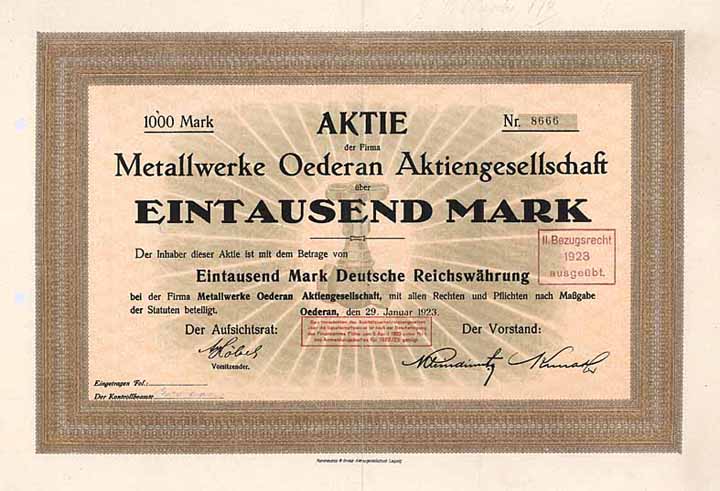 1000 Mark AKTIE Nr. 8666
der Firma
Metallwerke Oederan Aktiengesellschaft
über
EINTAUSEND MARK
Der Inhaber dieser Aktie ist mit dem Betrage von
II. Bezugsrecht
1923
ausgeübt.
Eintausend Mark Deutsche Reichswährung
bei der Firma Metallwerke Oederan Aktiengesellschaft, mit allen Rechten und Pflichten nach Maßgabe
der Statuten beteiligt. Oederan, den 29. Januar 1923.
Der Aufsichtsrat: Der Vorstand:
Vorsitzender.
Eingetragen Fol.:
Der Kontrollbeamte